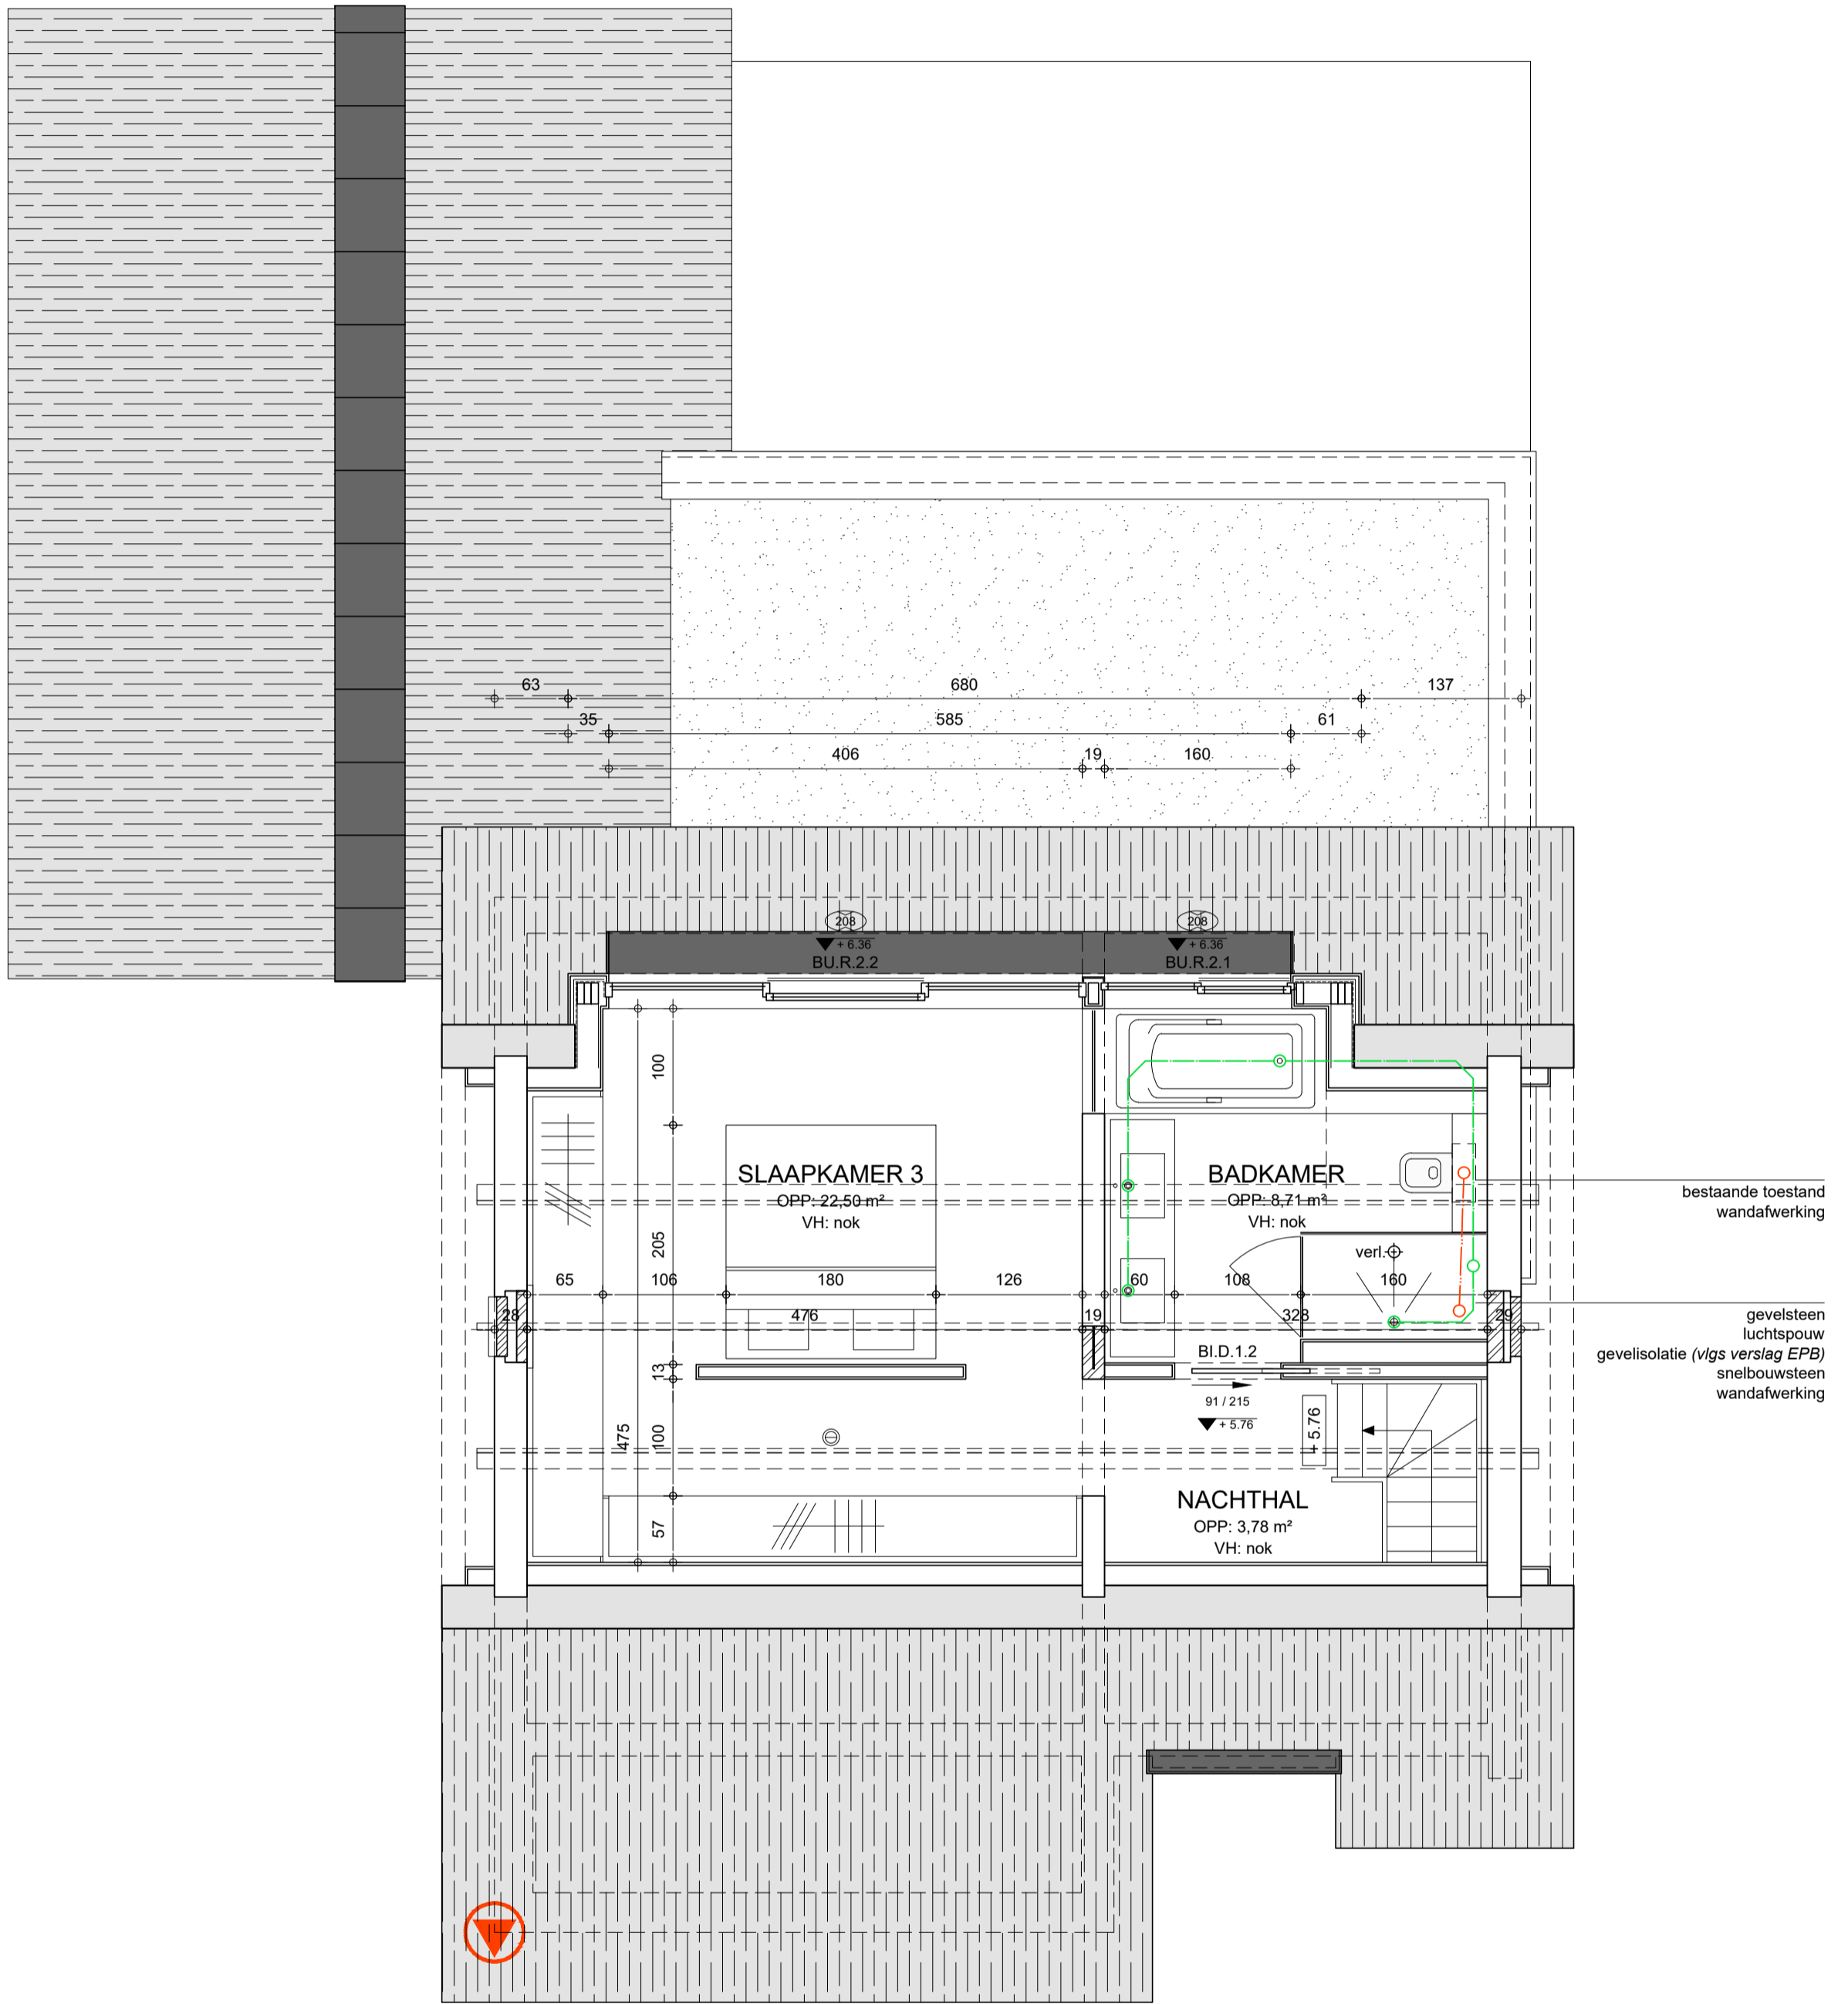 63
680
137
35
585
61
406
19
160
208
208
+ 6.36
+ 6.36
BU.R.2.2
BU.R.2.1
100
SLAAPKAMER 3
OPP: 22,50 m²
VH: nok
BADKAMER
OPP: 8,71 m²
VH: nok
bestaande toestand
wandafwerking
205
verl.
65
106
180
126
60
108
160
28
476
19
328
29
gevelsteen
luchtspouw
gevelisolatie (vlgs verslag EPB)
snelbouwsteen
wandafwerking
13
BI.D.1.2
91 / 215
+ 5.76
+ 5.76
475
100
57
NACHTHAL
OPP: 3,78 m²
VH: nok